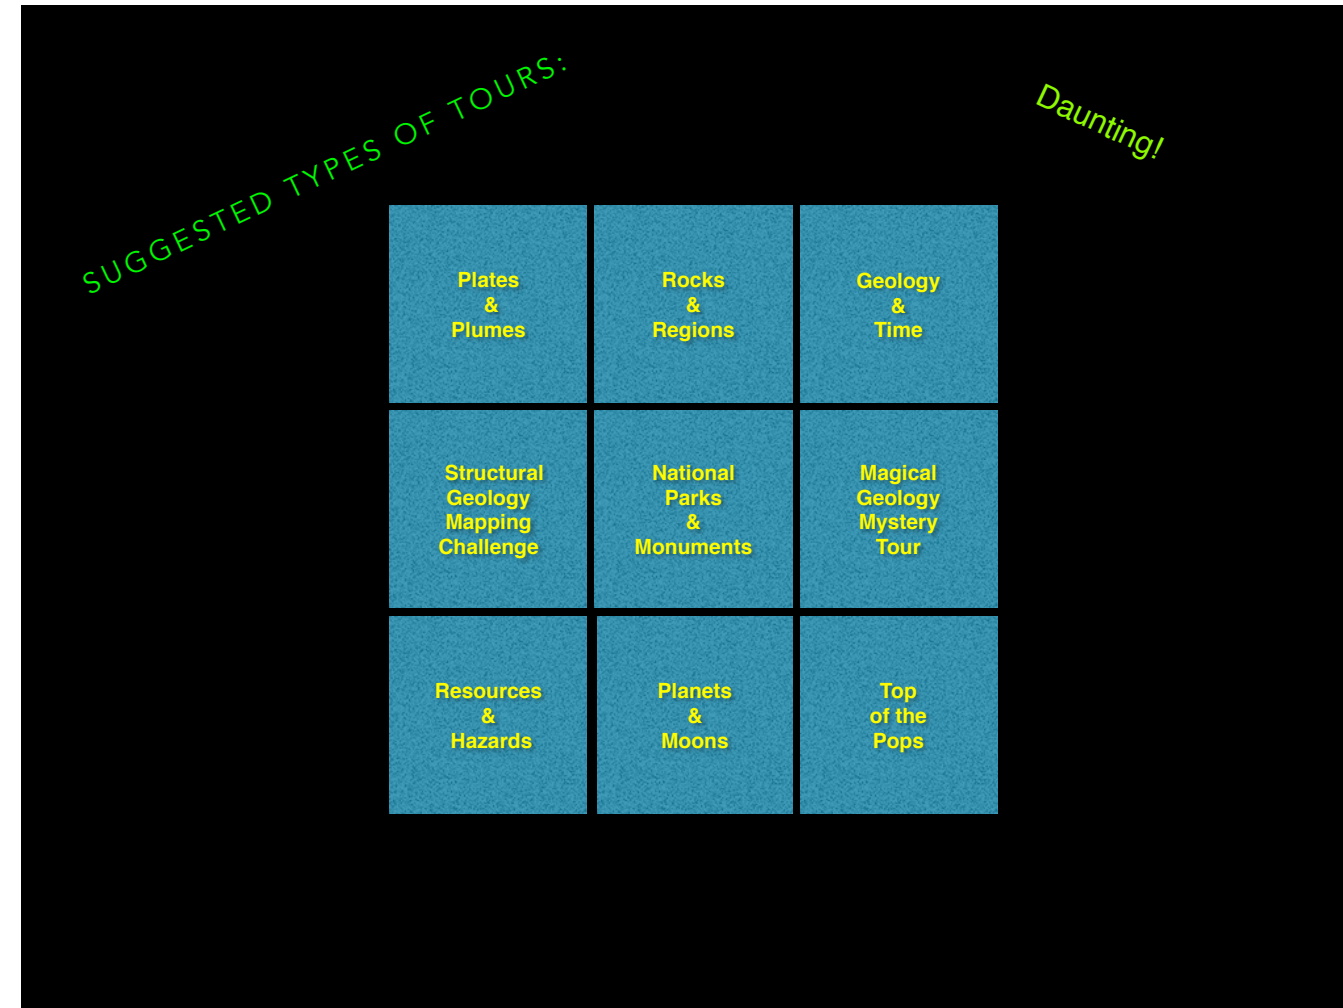 SUGGESTED TYPES OF TOURS:
Daunting!
Plates
&
Plumes
Rocks
&
Regions
Geology
&
Time
Structural
Geology
Mapping
Challenge
National
Parks
&
Monuments
Magical
Geology
Mystery
Tour
Resources
&
Hazards
Planets
&
Moons
Top
of the
Pops